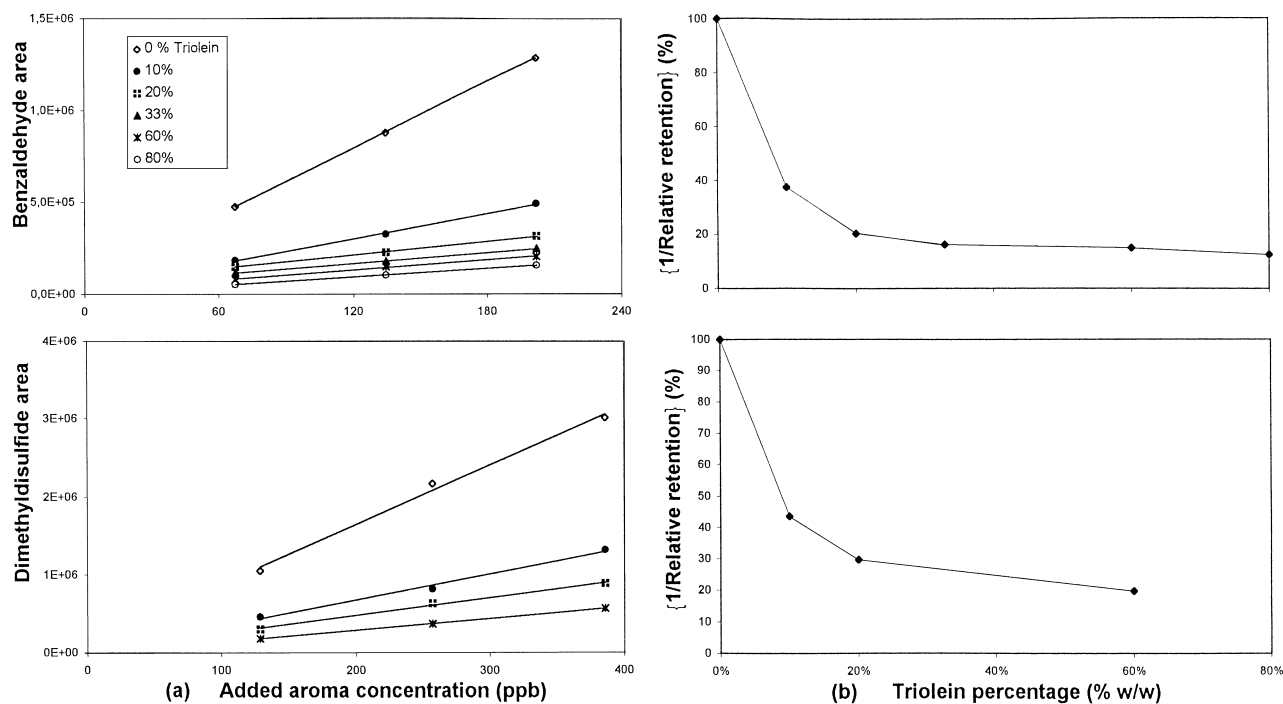 Benzaldehyde area
1,5E+06
1,0E+06
5,0E+05
0,0E+00
0 % Triolein
10%
20%
33%
60%
80%
0 60 120 180 240
{1/Relative retention} (%)
100
80
60
40
20
0
Dimethyldisulfide area
4E+06
3E+06
2E+06
1E+06
0E+00
0 100 200 300 400
(a) Added aroma concentration (ppb)
{1/Relative retention} (%)
100
90
80
70
60
50
40
30
20
10
0
0% 20% 40% 60% 80%
(b) Triolein percentage (% w/w)